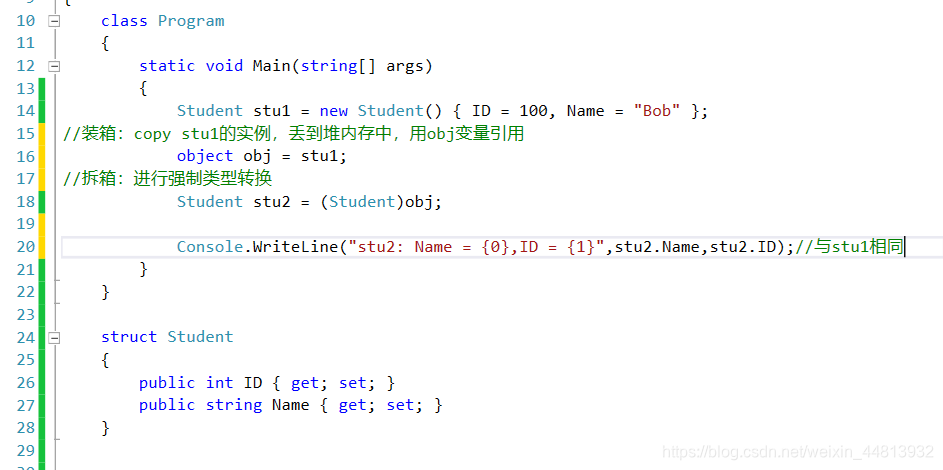 9 {
10 class Program
11 {
12 static void Main(string[] args)
13 {
14 Student stu1 = new Student() { ID = 100, Name = "Bob" };
15 //装箱：copy stu1的实例，丢到堆内存中，用obj变量引用
16 object obj = stu1;
17 //拆箱：进行强制类型转换
18 Student stu2 = (Student)obj;
19
20 Console.WriteLine("stu2: Name = {0},ID = {1}",stu2.Name,stu2.ID);//与stu1相同
21 }
22 }
23
24 struct Student
25 {
26 public int ID { get; set; }
27 public string Name { get; set; }
28 }
29
https://blog.csdn.net/weixin_44813932